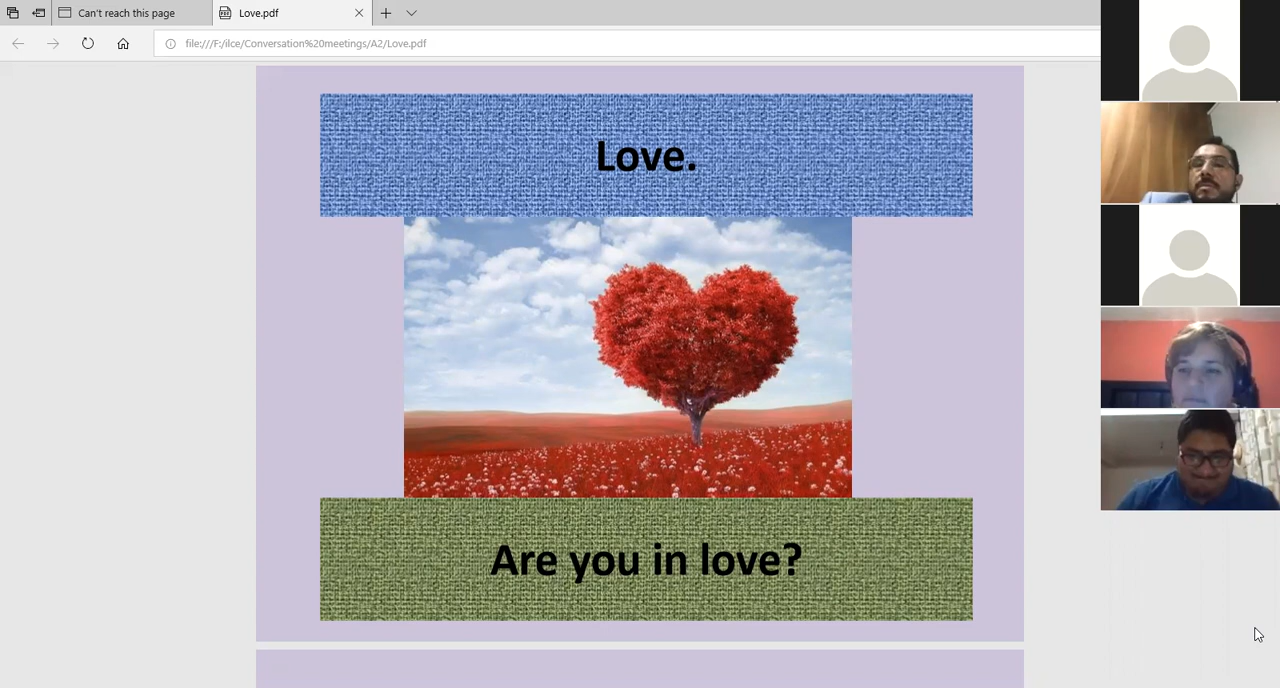 Can't reach this page
Love.pdf
file:///F:/ilce/Conversation%20meetings/A2/Love.pdf
Love.
Are you in love?